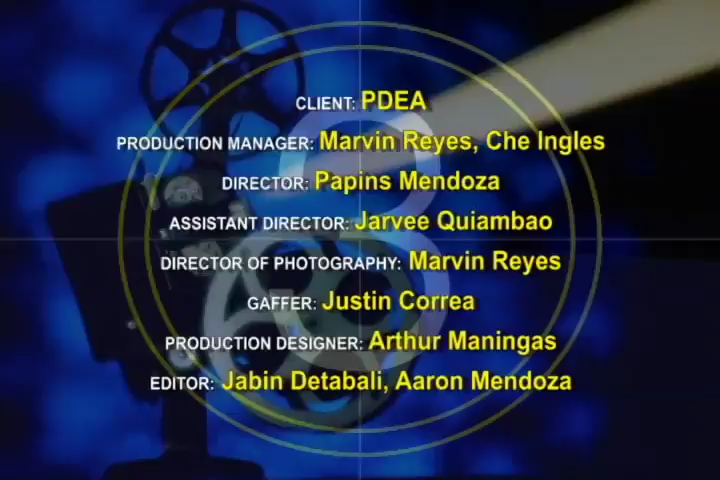 CLIENT: PDEA
PRODUCTION MANAGER: Marvin Reyes, Che Ingles
DIRECTOR: Papins Mendoza
ASSISTANT DIRECTOR: Jarvee Quiambao
DIRECTOR OF PHOTOGRAPHY: Marvin Reyes
GAFFER: Justin Correa
PRODUCTION DESIGNER: Arthur Maningas
EDITOR: Jabin Detabali, Aaron Mendoza